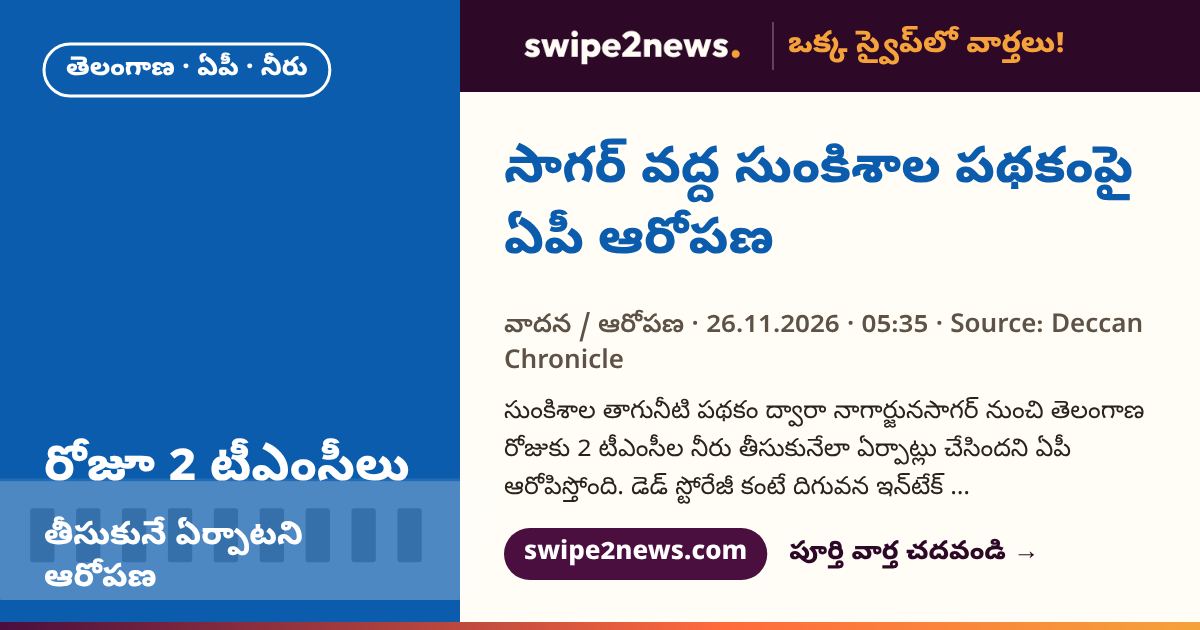 తెలంగాణ · ఏపీ · నీరు
రోజూ 2 టీఎంసీలు
తీసుకునే ఏర్పాటని
ఆరోపణ
swipe2news.
ఒక్క స్వైప్‌లో వార్తలు!
సాగర్ వద్ద సుంకిశాల పథకంపై
ఏపీ ఆరోపణ
వాదన / ఆరోపణ · 26.11.2026 · 05:35 · Source: Deccan
Chronicle
సుంకిశాల తాగునీటి పథకం ద్వారా నాగార్జునసాగర్ నుంచి తెలంగాణ
రోజుకు 2 టీఎంసీల నీరు తీసుకునేలా ఏర్పాట్లు చేసిందని ఏపీ
ఆరోపిస్తోంది. డెడ్ స్టోరేజీ కంటే దిగువన ఇన్‌టేక్ ...
swipe2news.com
పూర్తి వార్త చదవండి →